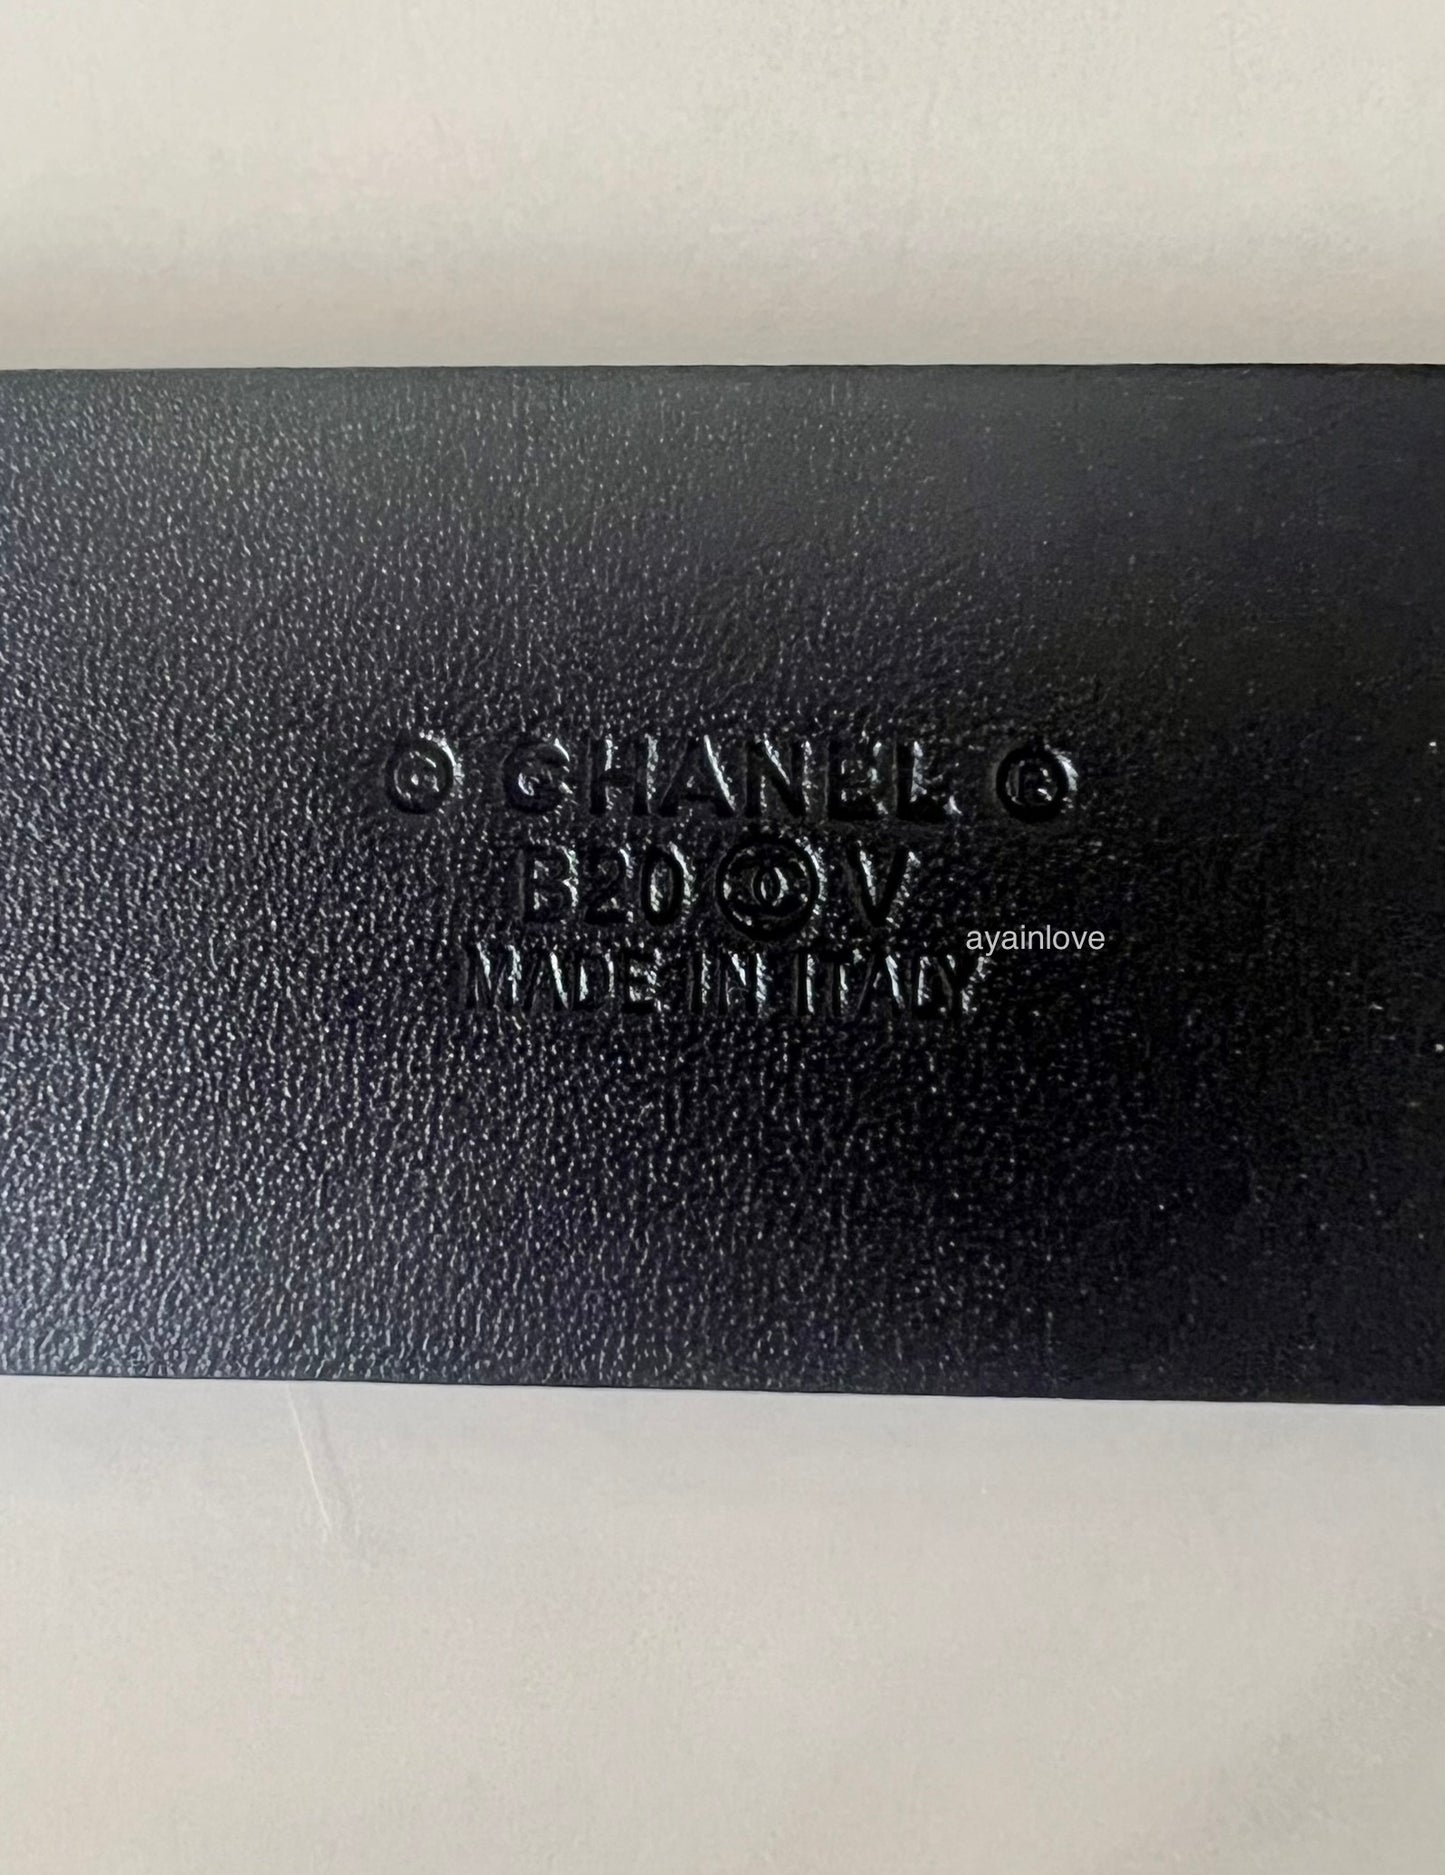 © CHANEL ®
B20 V
MADE IN ITALY
ayainlove